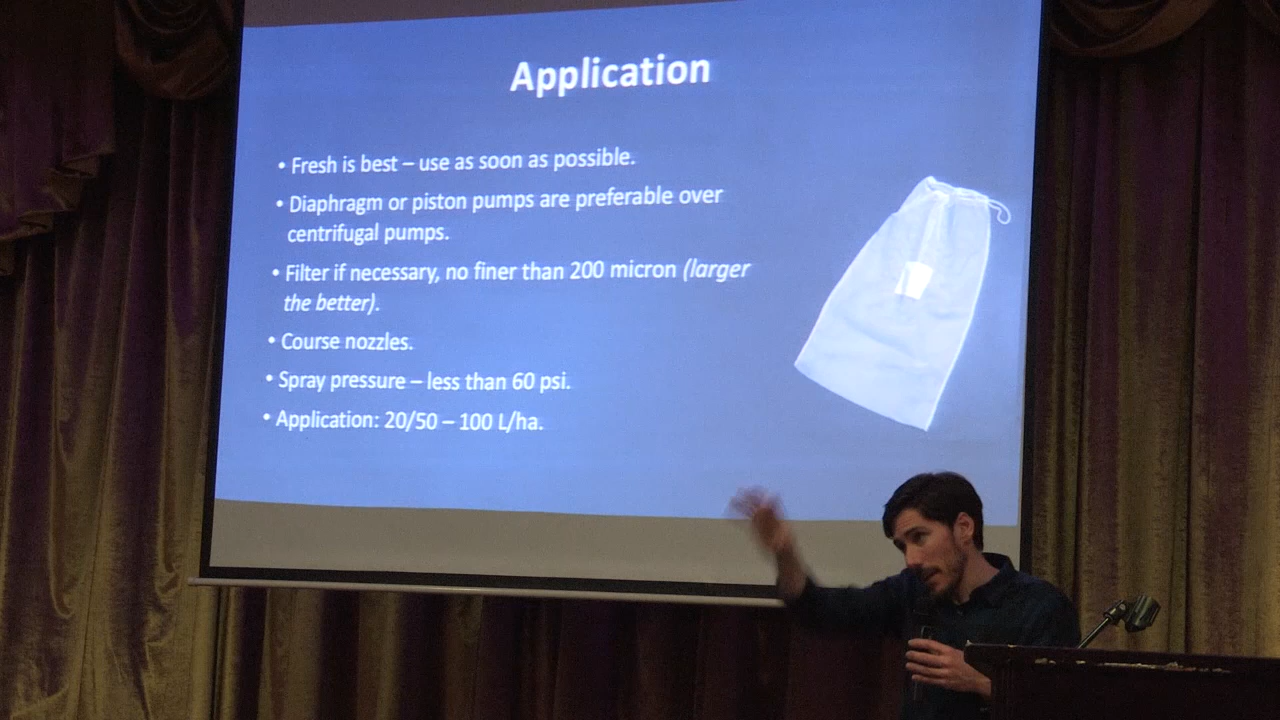 Application
• Fresh is best – use as soon as possible.
• Diaphragm or piston pumps are preferable over
centrifugal pumps.
• Filter if necessary, no finer than 200 micron (larger
the better).
• Course nozzles.
• Spray pressure – less than 60 psi.
• Application: 20/50 – 100 L/ha.